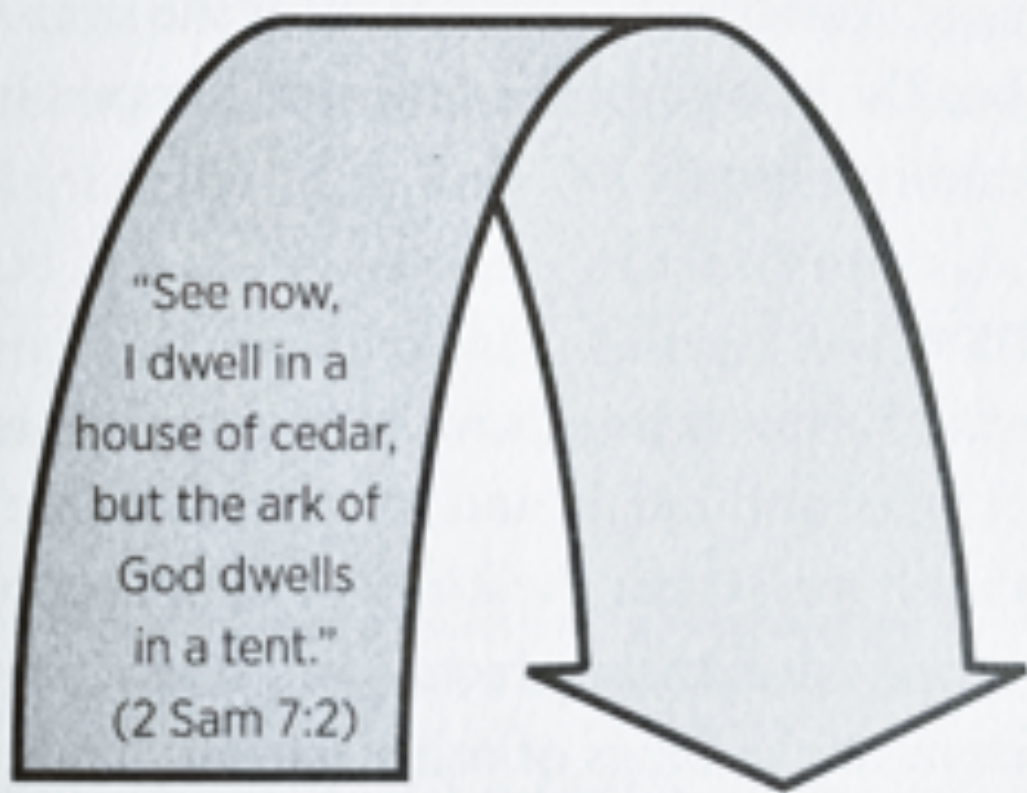 “See now,
I dwell in a
house of cedar,
but the ark of
God dwells
in a tent.”
(2 Sam 7:2)